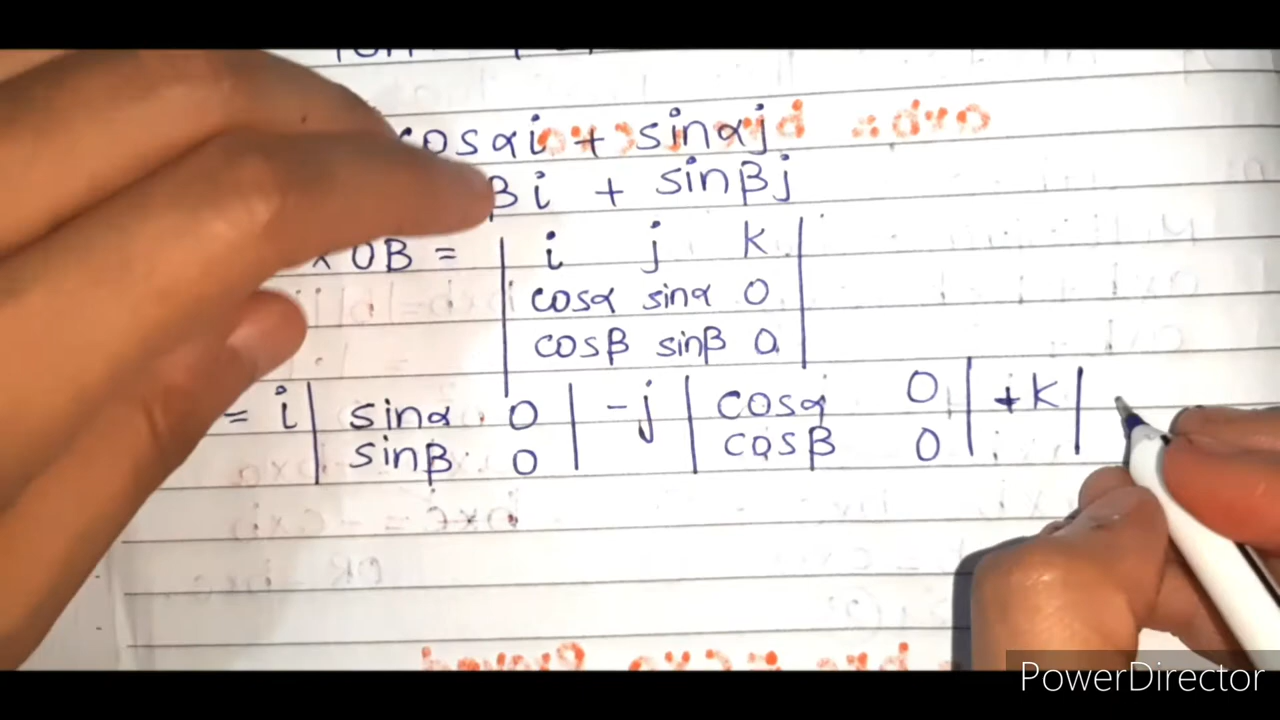 cosαi + sinαj
βi + sinβj
x OB = | i j k |
| cosα sinα 0 |
| cosβ sinβ 0 |
= i | sinα 0 | -j | cosα 0 | +k |
| sinβ 0 | | cosβ 0 |
PowerDirector